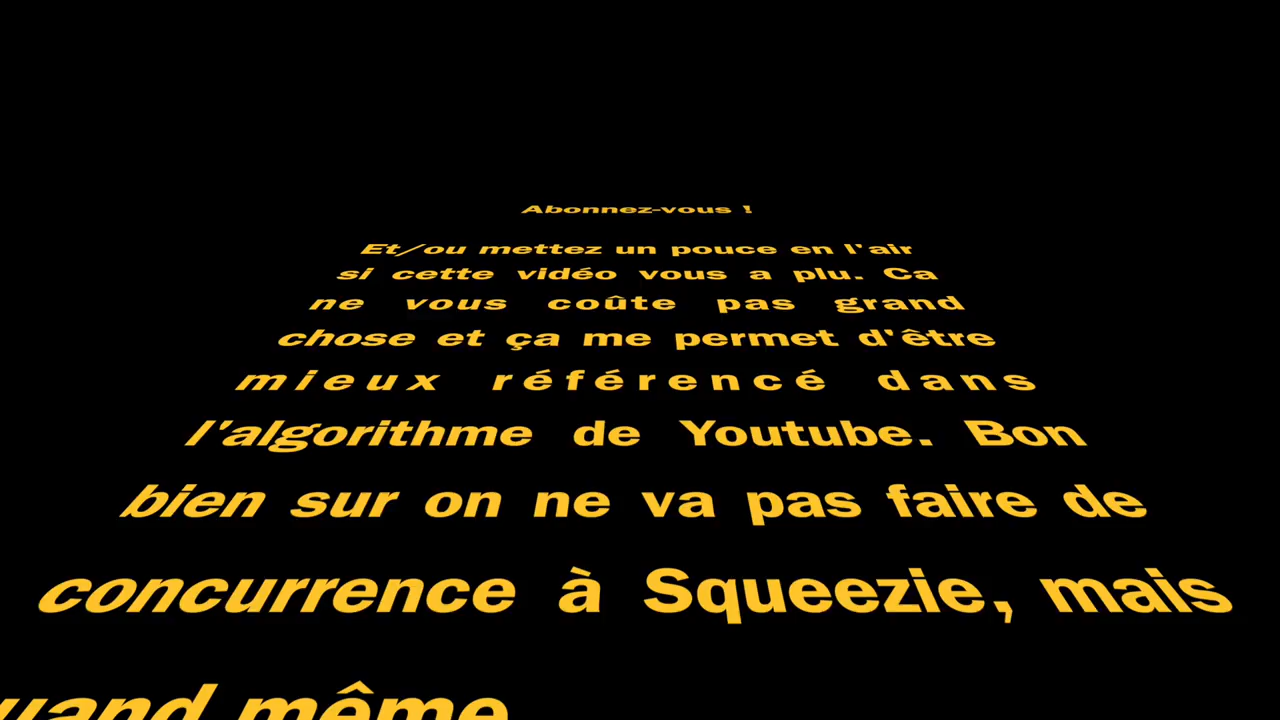 Abonnez-vous !
Et/ou mettez un pouce en l'air
si cette vidéo vous a plu. Ca
ne vous coûte pas grand
chose et ça me permet d'être
mieux référencé dans
l'algorithme de Youtube. Bon
bien sur on ne va pas faire de
concurrence à Squeezie, mais
même